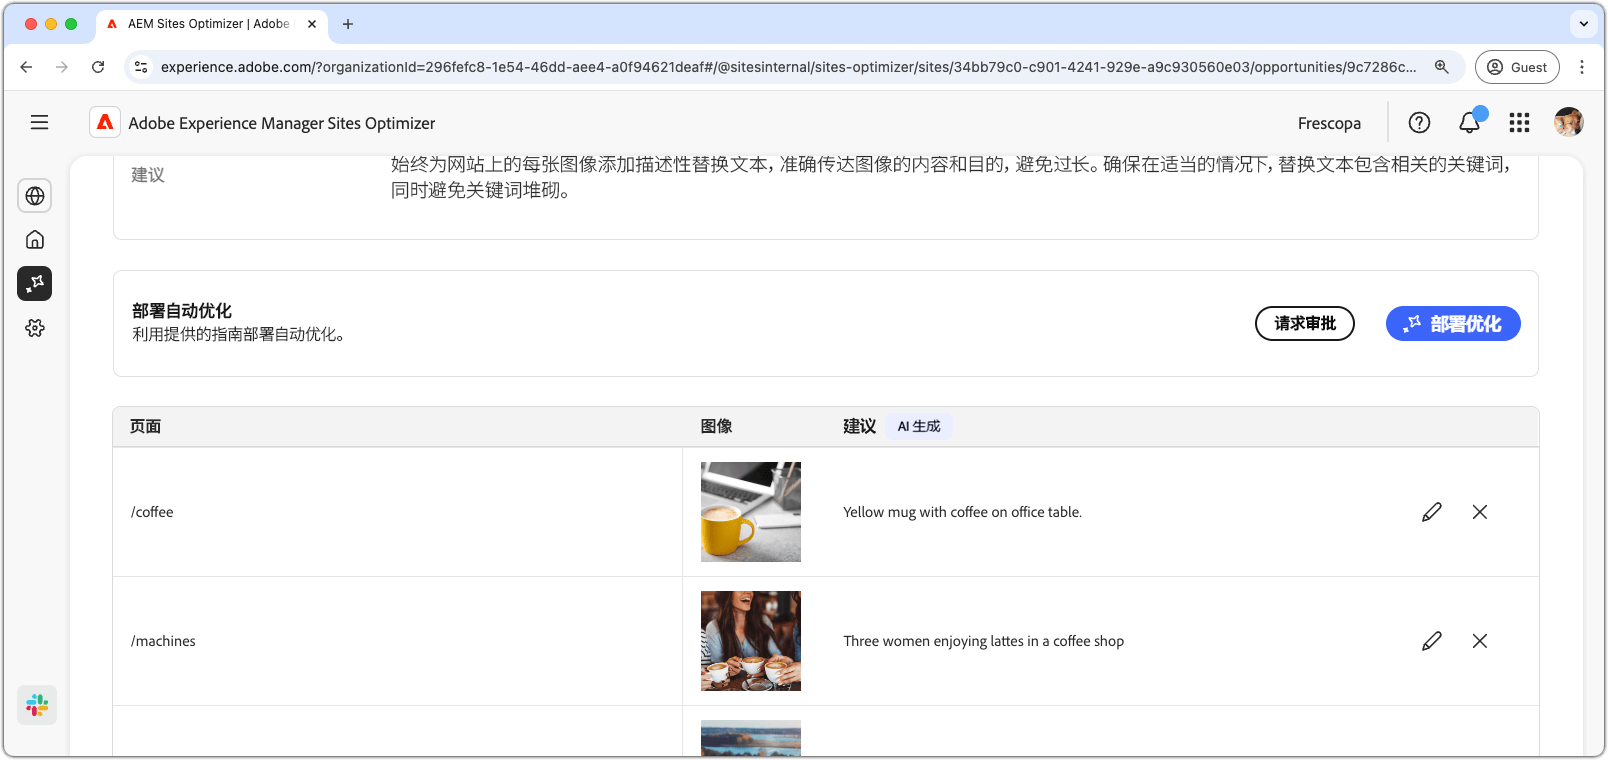 AEM Sites Optimizer | Adobe
experience.adobe.com/?organizationId=296fefc8-1e54-46dd-aee4-a0f94621deaf#/@sitesinternal/sites-optimizer/sites/34bb79c0-c901-4241-929e-a9c930560e03/opportunities/9c7286c...
Guest
Adobe Experience Manager Sites Optimizer
Frescopa
建议
始终为网站上的每张图像添加描述性替换文本，准确传达图像的内容和目的，避免过长。确保在适当的情况下，替换文本包含相关的关键词，
同时避免关键词堆砌。
部署自动优化
利用提供的指南部署自动优化。
请求审批
部署优化
页面
图像
建议
AI 生成
/coffee
Yellow mug with coffee on office table.
/machines
Three women enjoying lattes in a coffee shop